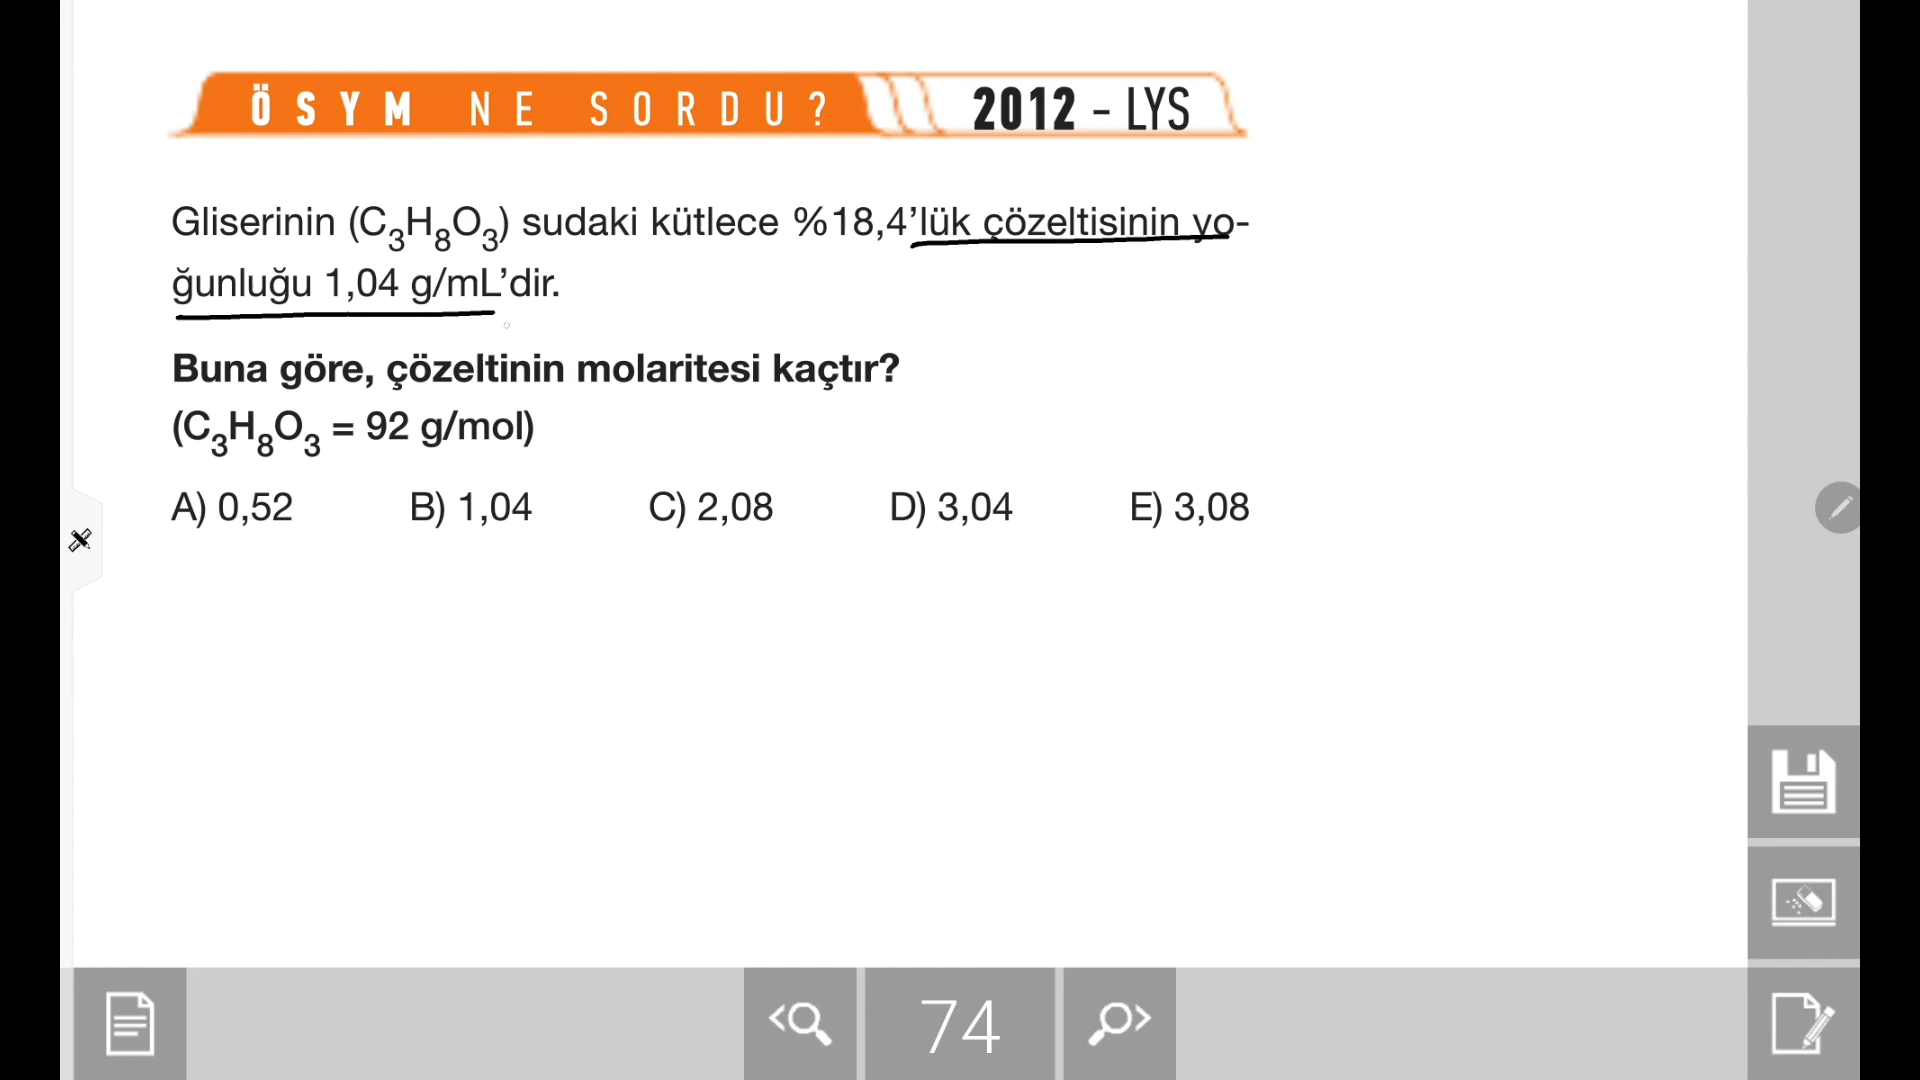 ÖSYM NE SORDU? 2012 - LYS
Gliserinin (C₃H₈O₃) sudaki kütlece %18,4’lük çözeltisinin yo-
ğunluğu 1,04 g/mL’dir.
Buna göre, çözeltinin molaritesi kaçtır?
(C₃H₈O₃ = 92 g/mol)
A) 0,52 B) 1,04 C) 2,08 D) 3,04 E) 3,08
74